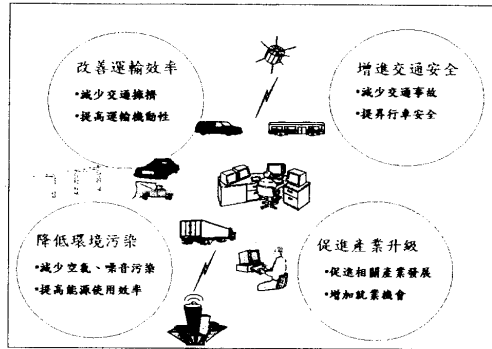 改善運輸效率
•減少交通擁擠
•提高運輸機動性
增進交通安全
•減少交通事故
•提昇行車安全
降低環境污染
•減少空氣、噪音污染
•提高能源使用效率
促進產業升級
•促進相關產業發展
•增加就業機會